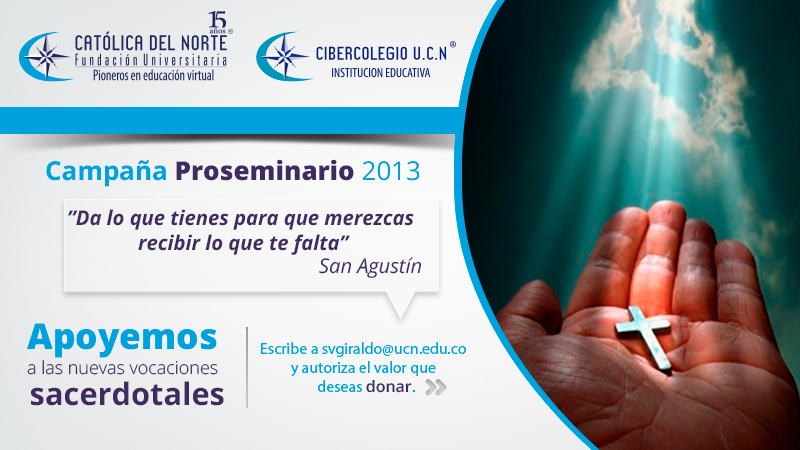 15
años ®
CATÓLICA DEL NORTE
Fundación Universitaria
Pioneros en educación virtual
CIBERCOLEGIO U.C.N ®
INSTITUCION EDUCATIVA
Campaña Proseminario 2013
”Da lo que tienes para que merezcas
recibir lo que te falta”
San Agustín
Apoyemos
a las nuevas vocaciones
sacerdotales
Escribe a svgiraldo@ucn.edu.co
y autoriza el valor que
deseas donar.